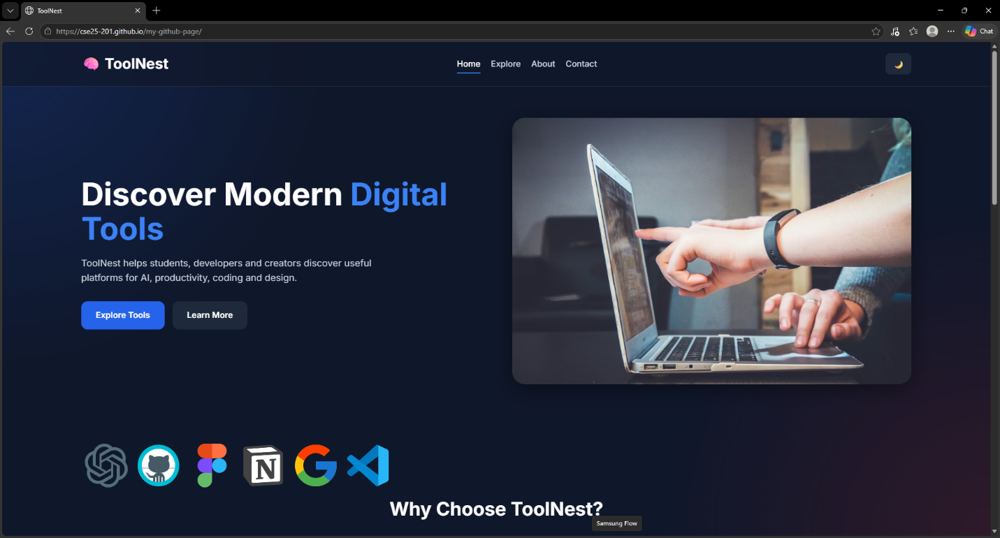 ToolNest
https://cse25-201.github.io/my-github-page/
Chat
ToolNest
Home Explore About Contact
Discover Modern Digital
Tools
ToolNest helps students, developers and creators discover useful
platforms for AI, productivity, coding and design.
Explore Tools Learn More
Why Choose ToolNest?
Samsung Flow